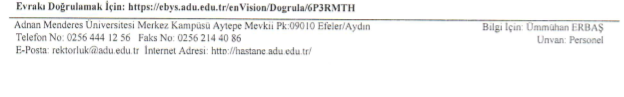 Evrakı Doğrulamak İçin: https://ebys.adu.edu.tr/enVision/Dogrula/6P3RMTH
Adnan Menderes Üniversitesi Merkez Kampüsü Aytepe Mevkii Pk:09010 Efeler/Aydın
Bilgi İçin: Ümmühan ERBAŞ
Telefon No: 0256 444 12 56 Faks No: 0256 214 40 86
Unvan: Personel
E-Posta: rektorluk@adu.edu.tr İnternet Adresi: http://hastane.adu.edu.tr/